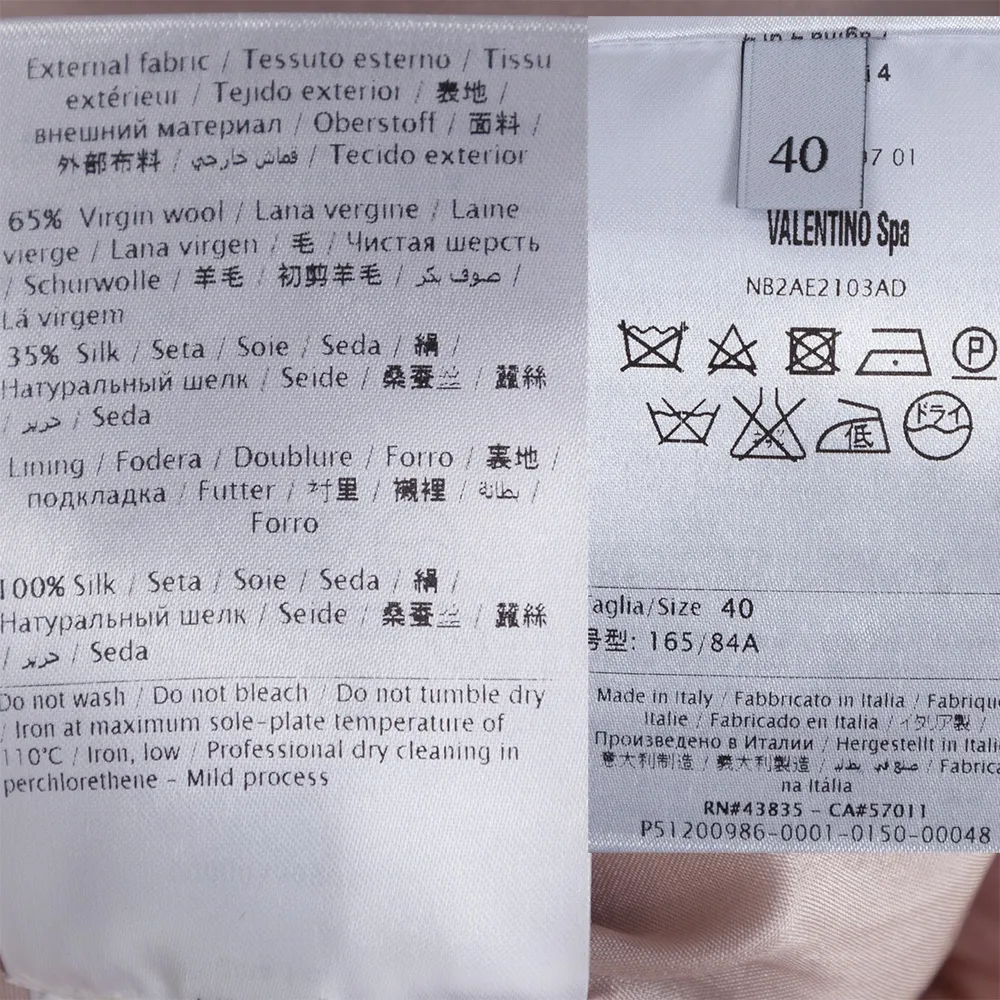 External fabric / Tessuto esterno / Tissu
extérieur / Tejido exterior / 表地 /
внешний материал / Oberstoff / 面料 /
外部布料 / قماش خارجي / Tecido exterior
65% Virgin wool / Lana vergine / Laine
vierge / Lana virgen / 毛 / Чистая шерсть
/ Schurwolle / 羊毛 / 初剪羊毛 / صوف بكر /
Lã virgem
35% Silk / Seta / Soie / Seda / 絹 /
Натуральный шелк / Seide / 桑蚕丝 / 蠶絲
/ حرير / Seda
Lining / Fodera / Doublure / Forro / 裏地 /
подкладка / Futter / 衬里 / 襯裡 / بطانة /
Forro
100% Silk / Seta / Soie / Seda / 絹 /
Натуральный шелк / Seide / 桑蚕丝 / 蠶絲
/ حرير / Seda
Do not wash / Do not bleach / Do not tumble dry
/ Iron at maximum sole-plate temperature of
110°C / Iron, low / Professional dry cleaning in
perchlorethene - Mild process
4
40
7 01
VALENTINO Spa
NB2AE2103AD
P
低 ドライ
Taglia/Size 40
号型: 165/84A
Made in Italy / Fabbricato in Italia / Fabriqué
Italie / Fabricado en Italia / イタリア製 /
Произведено в Италии / Hergestellt in Itali
意大利制造 / 義大利製造 / صنع في إيطاليا / Fabrica
na Itália
RN#43835 - CA#57011
P51200986-0001-0150-00048